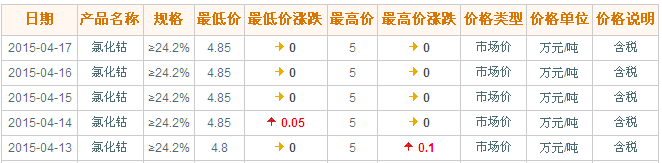 日期 产品名称 规格 最低价 最低价涨跌 最高价 最高价涨跌 价格类型 价格单位 价格说明
2015-04-17 氯化钴 ≥24.2% 4.85 → 0 5 → 0 市场价 万元/吨 含税
2015-04-16 氯化钴 ≥24.2% 4.85 → 0 5 → 0 市场价 万元/吨 含税
2015-04-15 氯化钴 ≥24.2% 4.85 → 0 5 → 0 市场价 万元/吨 含税
2015-04-14 氯化钴 ≥24.2% 4.85 ↑ 0.05 5 → 0 市场价 万元/吨 含税
2015-04-13 氯化钴 ≥24.2% 4.8 → 0 5 ↑ 0.1 市场价 万元/吨 含税